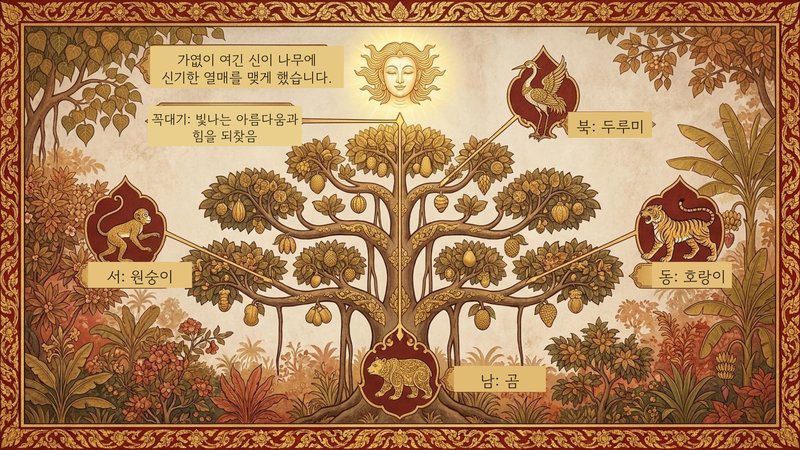 가엾이 여긴 신이 나무에
신기한 열매를 맺게 했습니다.
꼭대기: 빛나는 아름다움과
힘을 되찾음
북: 두루미
서: 원숭이
동: 호랑이
남: 곰